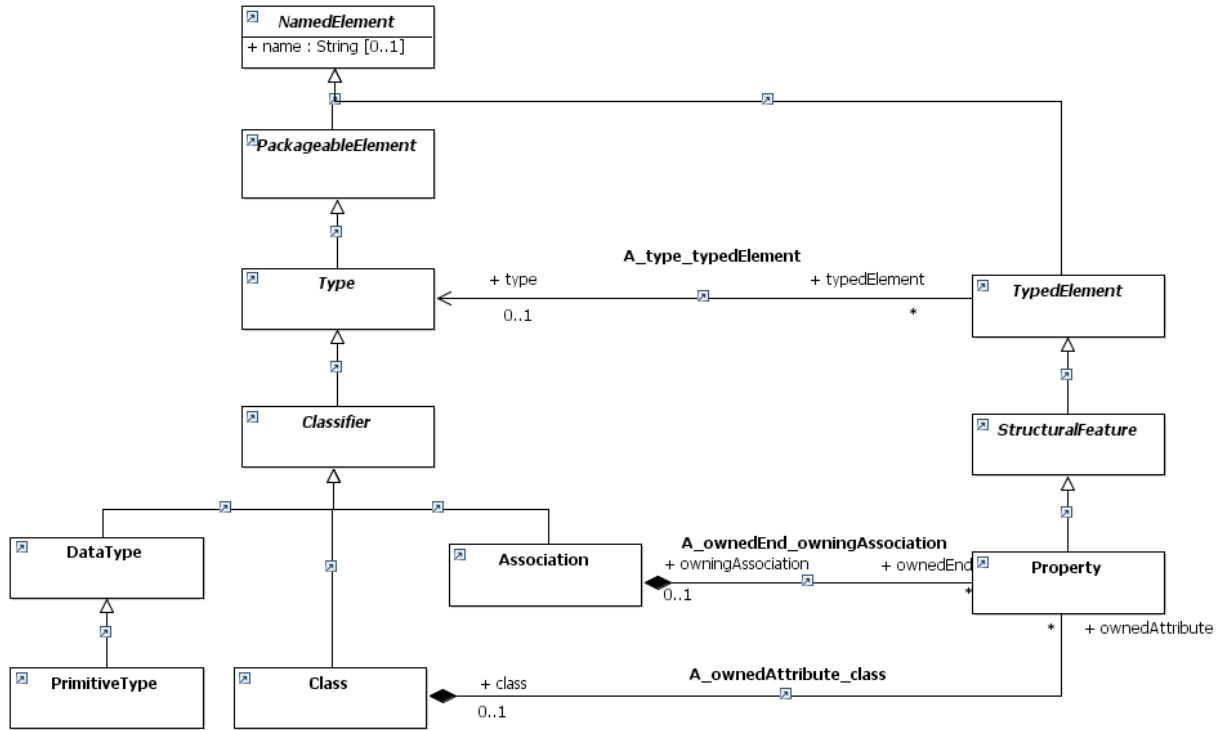 NamedElement
+ name : String [0..1]
PackageableElement
A_type_typedElement
Type
+ type
+ typedElement
TypedElement
0..1
*
Classifier
StructuralFeature
DataType
Association
A_ownedEnd_owningAssociation
+ owningAssociation
+ ownedEnd
Property
0..1
*
* + ownedAttribute
PrimitiveType
Class
+ class
A_ownedAttribute_class
0..1